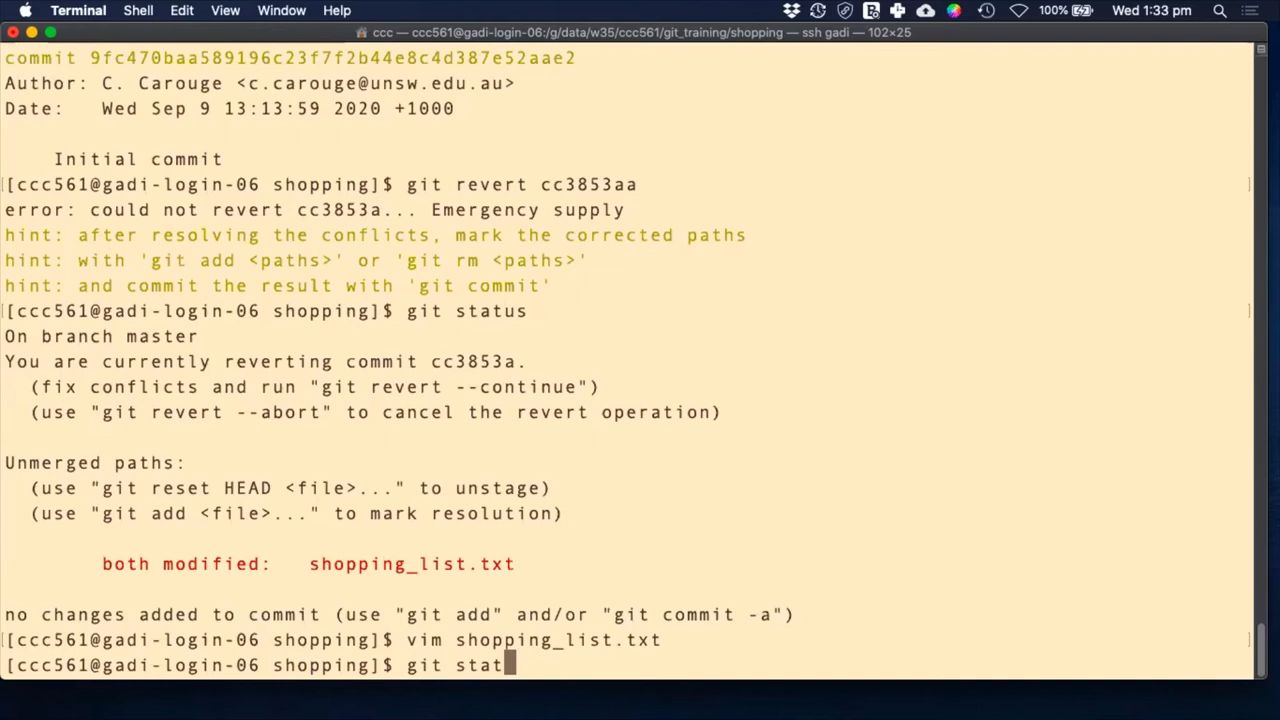 Terminal Shell Edit View Window Help 100% Wed 1:33 pm
ccc — ccc561@gadi-login-06:/g/data/w35/ccc561/git_training/shopping — ssh gadi — 102×25
commit 9fc470baa589196c23f7f2b44e8c4d387e52aae2
Author: C. Carouge <c.carouge@unsw.edu.au>
Date:   Wed Sep 9 13:13:59 2020 +1000
    Initial commit
[ccc561@gadi-login-06 shopping]$ git revert cc3853aa
error: could not revert cc3853a... Emergency supply
hint: after resolving the conflicts, mark the corrected paths
hint: with 'git add <paths>' or 'git rm <paths>'
hint: and commit the result with 'git commit'
[ccc561@gadi-login-06 shopping]$ git status
On branch master
You are currently reverting commit cc3853a.
  (fix conflicts and run "git revert --continue")
  (use "git revert --abort" to cancel the revert operation)
Unmerged paths:
  (use "git reset HEAD <file>..." to unstage)
  (use "git add <file>..." to mark resolution)
        both modified:   shopping_list.txt
no changes added to commit (use "git add" and/or "git commit -a")
[ccc561@gadi-login-06 shopping]$ vim shopping_list.txt
[ccc561@gadi-login-06 shopping]$ git stat